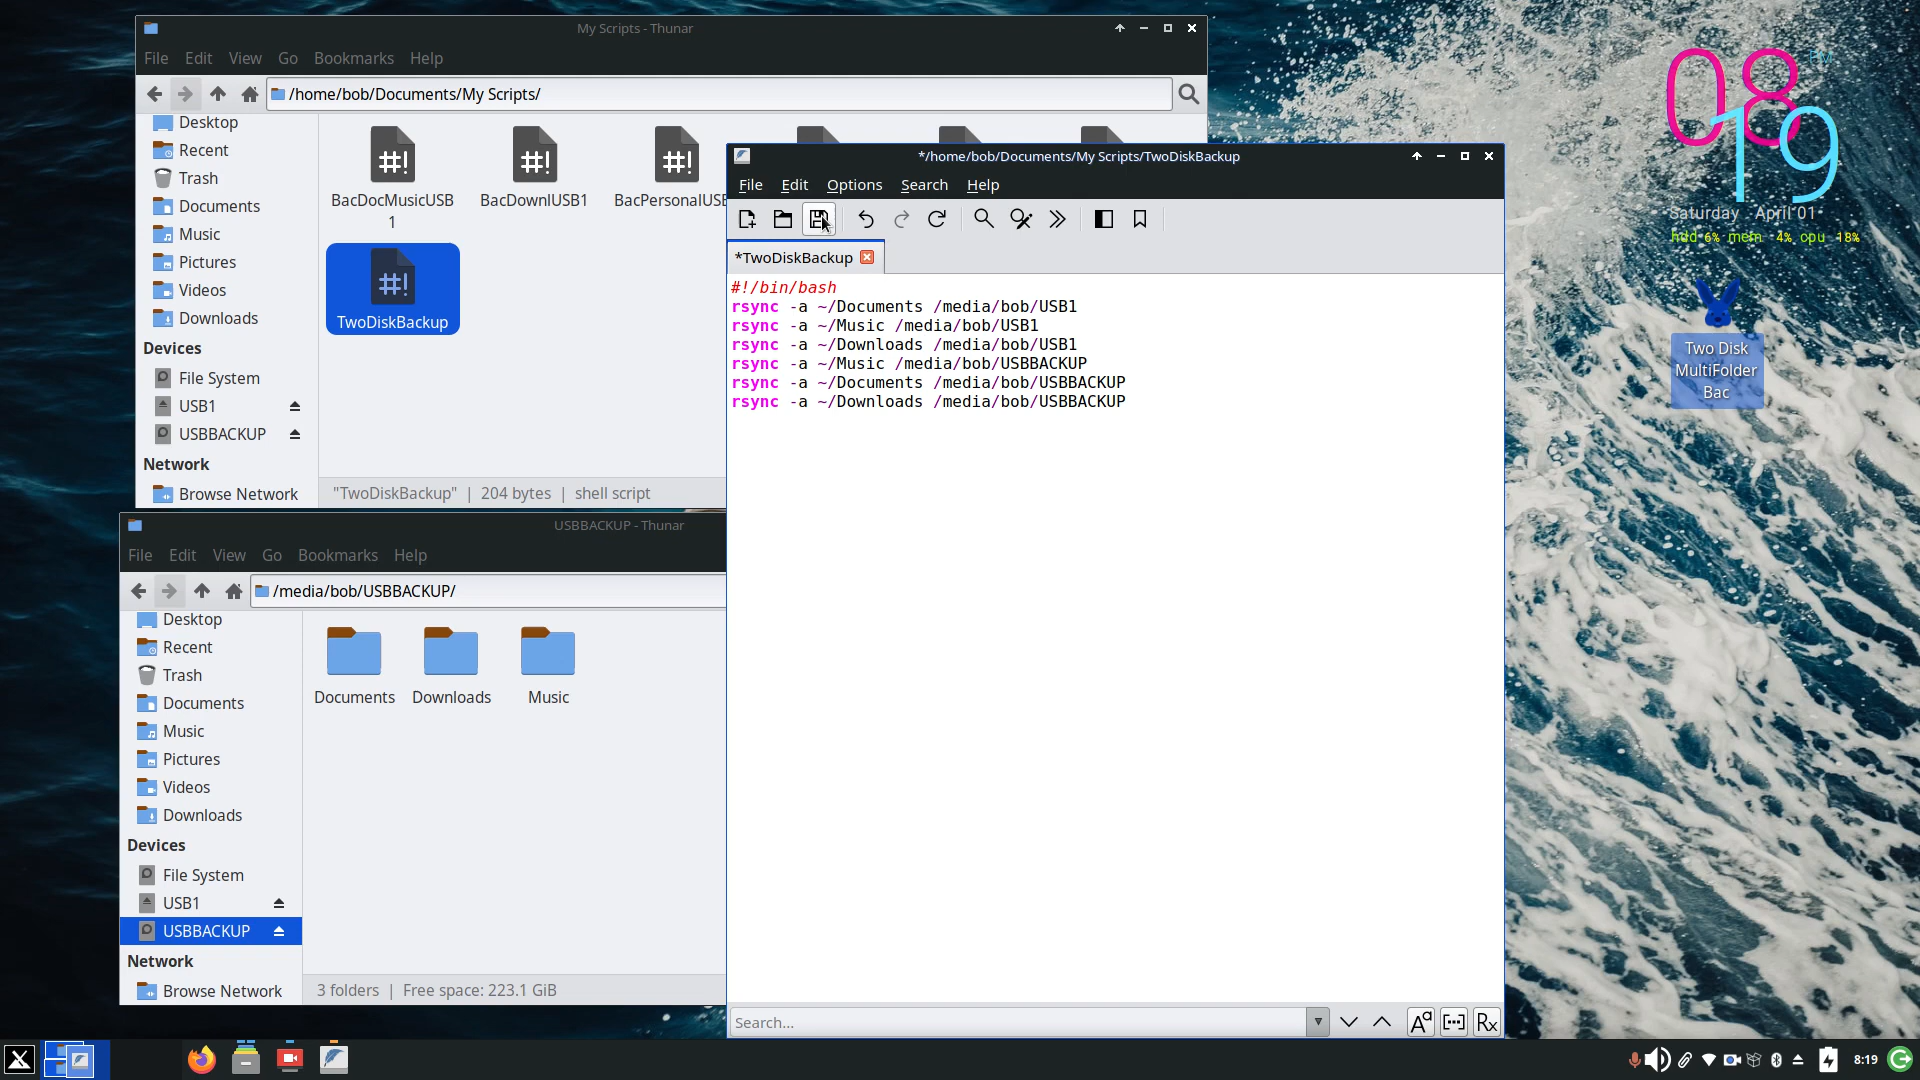 My Scripts - Thunar
File Edit View Go Bookmarks Help
/home/bob/Documents/My Scripts/
Desktop
Recent
Trash
Documents
Music
Pictures
Videos
Downloads
Devices
File System
USB1
USBBACKUP
Network
Browse Network
#!
BacDocMusicUSB
1
#!
BacDownlUSB1
#!
BacPersonalUSB
#!
TwoDiskBackup
"TwoDiskBackup" | 204 bytes | shell script
USBBACKUP - Thunar
File Edit View Go Bookmarks Help
/media/bob/USBBACKUP/
Desktop
Recent
Trash
Documents
Music
Pictures
Videos
Downloads
Devices
File System
USB1
USBBACKUP
Network
Browse Network
Documents Downloads Music
3 folders | Free space: 223.1 GiB
*/home/bob/Documents/My Scripts/TwoDiskBackup
File Edit Options Search Help
*TwoDiskBackup
#!/bin/bash
rsync -a ~/Documents /media/bob/USB1
rsync -a ~/Music /media/bob/USB1
rsync -a ~/Downloads /media/bob/USB1
rsync -a ~/Music /media/bob/USBBACKUP
rsync -a ~/Documents /media/bob/USBBACKUP
rsync -a ~/Downloads /media/bob/USBBACKUP
Search...
Aa
Rx
08
19
Saturday April 01
hdd 6% mem 4% cpu 18%
Two Disk
MultiFolder
Bac
8:19